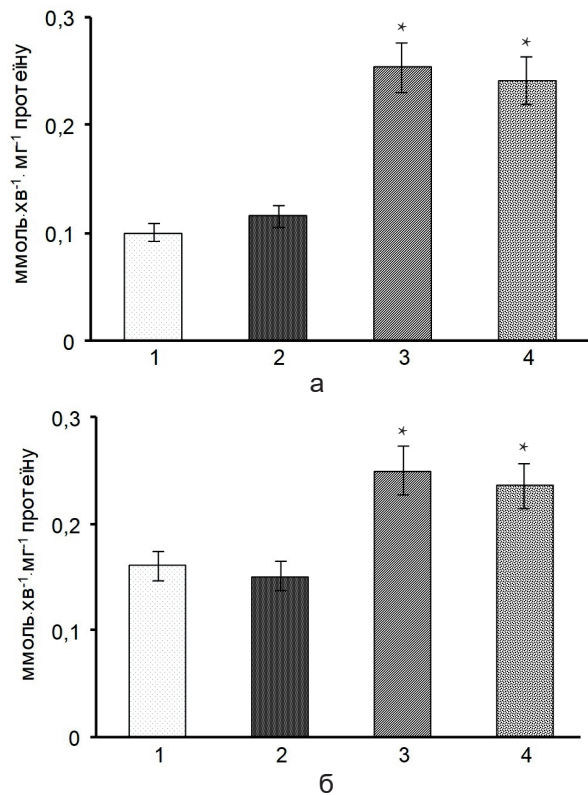 ммоль·хв⁻¹· мг⁻¹ протеїну
0,3
0,2
0,1
0
*
*
1 2 3 4
а
ммоль·хв⁻¹·мг⁻¹ протеїну
0,3
0,2
0,1
0
*
*
1 2 3 4
б